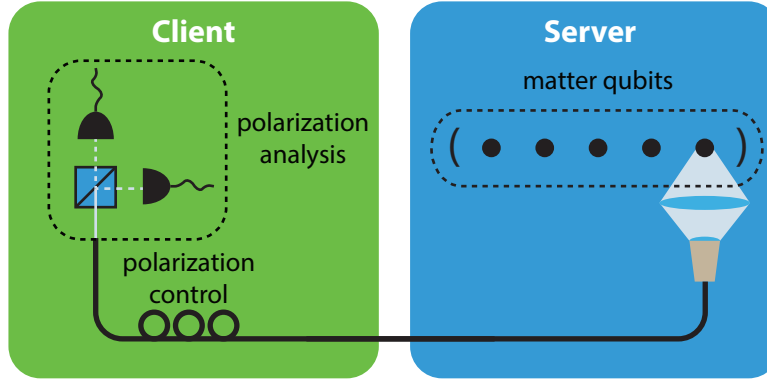 Client
Server
polarization
analysis
matter qubits
( )
polarization
control